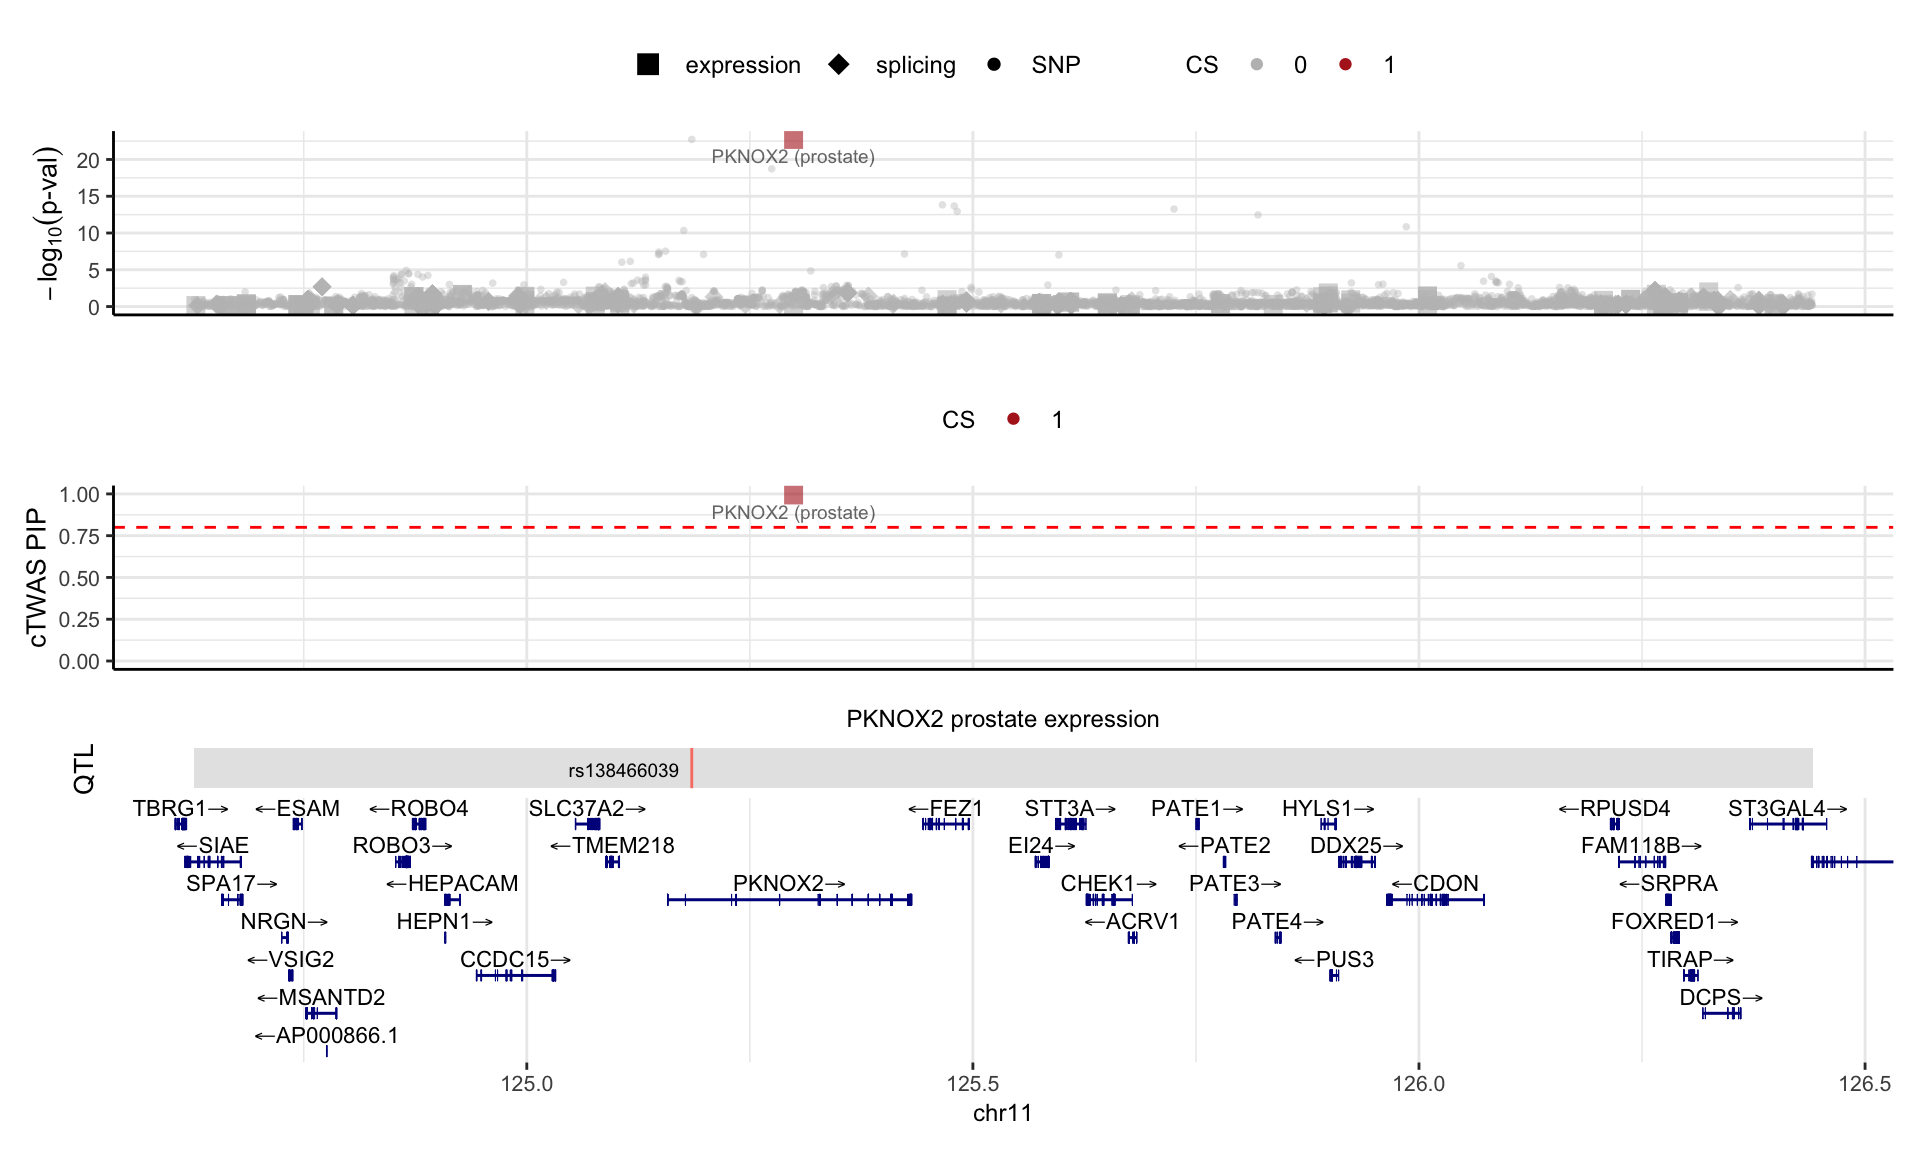 expression splicing SNP CS 0 1
− log10(p-val)
20
15
10
5
0
PKNOX2 (prostate)
CS 1
cTWAS PIP
1.00
0.75
0.50
0.25
0.00
PKNOX2 (prostate)
PKNOX2 prostate expression
QTL
rs138466039
TBRG1→ ←ESAM ←ROBO4 SLC37A2→ ←FEZ1 STT3A→ PATE1→ HYLS1→ ←RPUSD4 ST3GAL4→
←SIAE ROBO3→ ←TMEM218 EI24→ ←PATE2 DDX25→ FAM118B→
SPA17→ ←HEPACAM PKNOX2→ CHEK1→ PATE3→ ←CDON ←SRPRA
NRGN→ HEPN1→ ←ACRV1 PATE4→ FOXRED1→
←VSIG2 CCDC15→ ←PUS3 TIRAP→
←MSANTD2 DCPS→
←AP000866.1
125.0 125.5 126.0 126.5
chr11